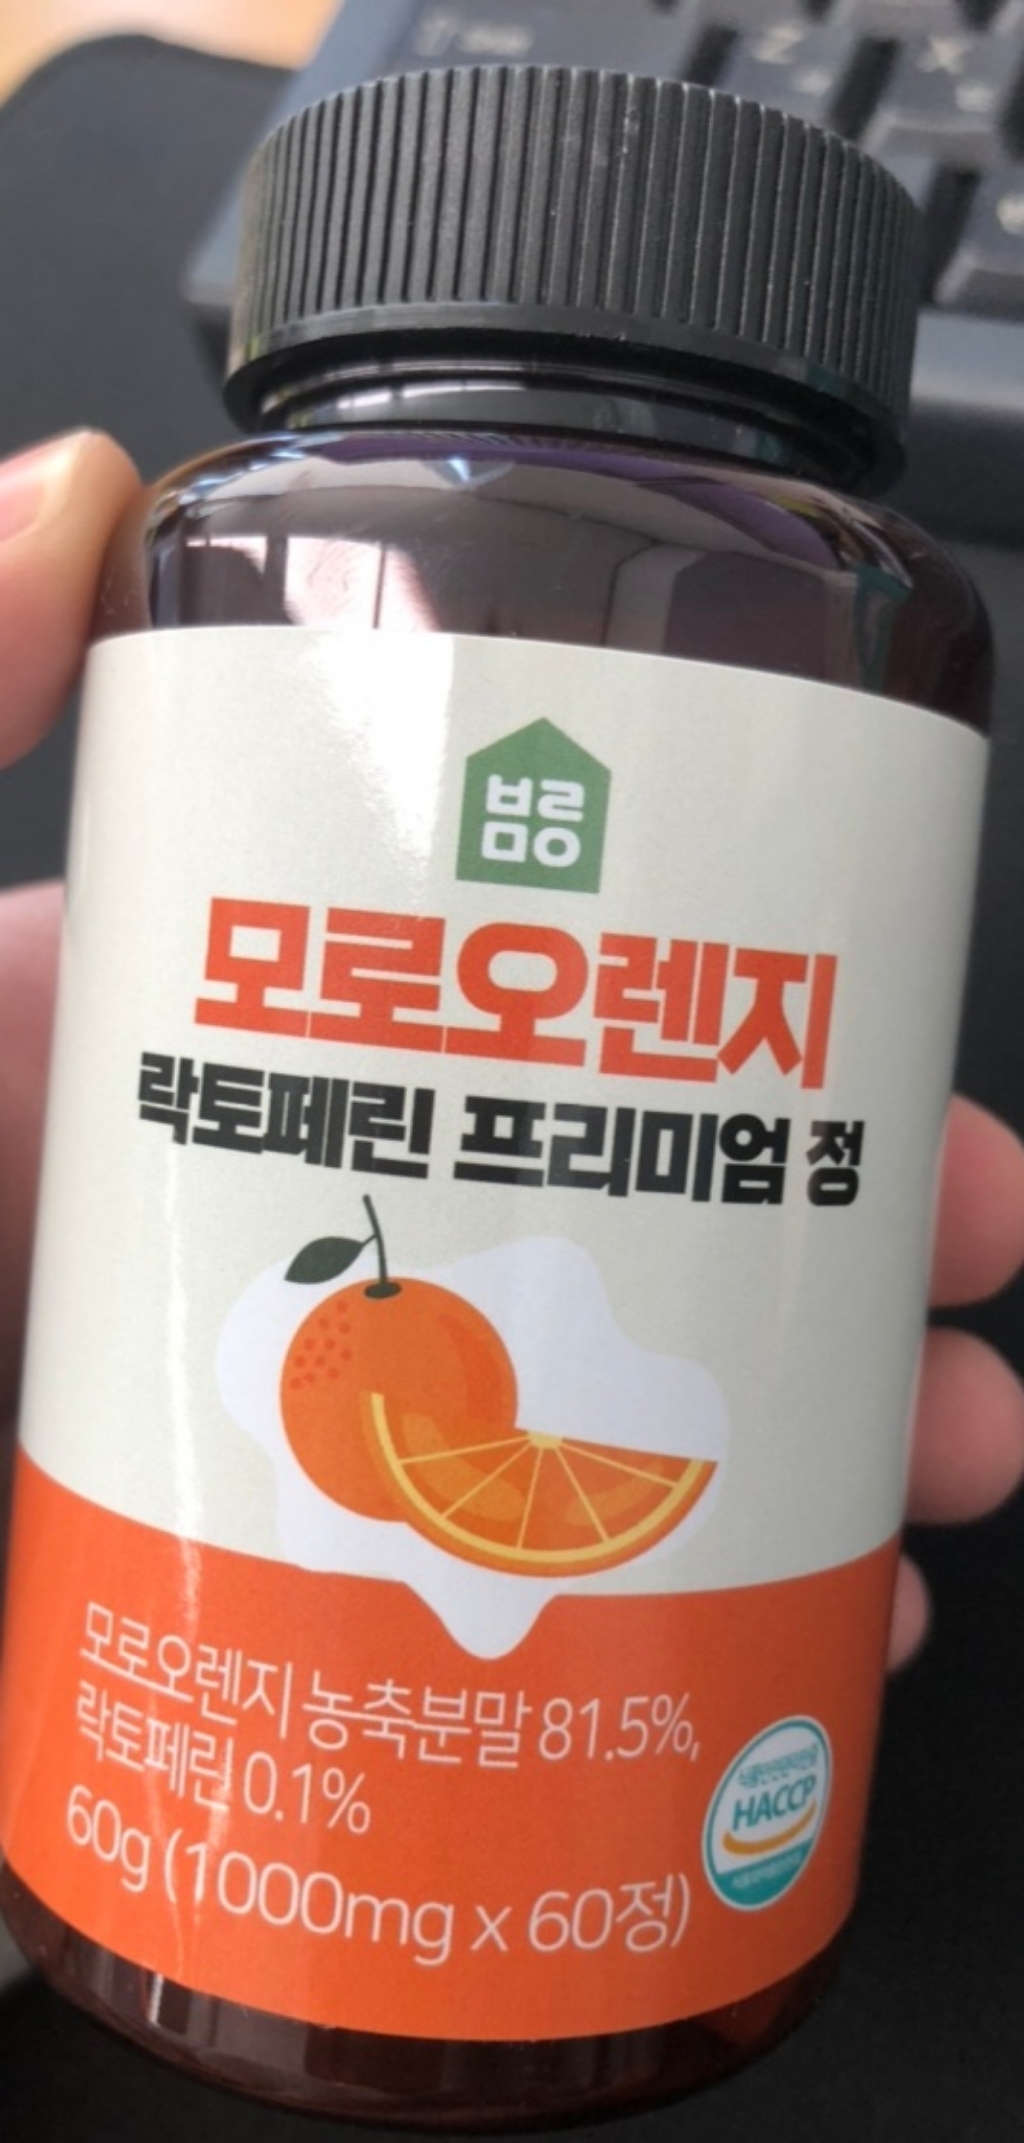 봄릉
모로오렌지
락토페린 프리미엄 정
모로오렌지 농축분말 81.5%,
락토페린 0.1%
60g (1000mg x 60정)
HACCP
Z
X